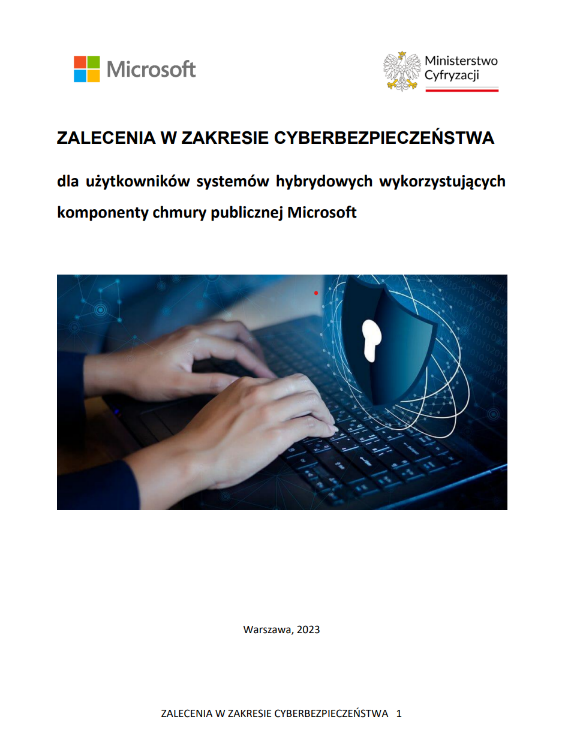 Microsoft
Ministerstwo
Cyfryzacji
ZALECENIA W ZAKRESIE CYBERBEZPIECZEŃSTWA
dla użytkowników systemów hybrydowych wykorzystujących
komponenty chmury publicznej Microsoft
Warszawa, 2023
ZALECENIA W ZAKRESIE CYBERBEZPIECZEŃSTWA 1